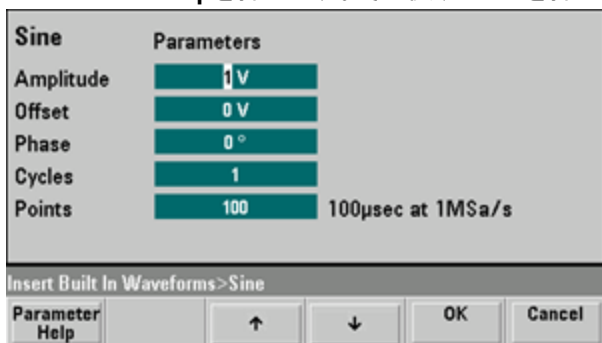 Sine Parameters
Amplitude 1 V
Offset 0 V
Phase 0 °
Cycles 1
Points 100 100µsec at 1MSa/s
Insert Built In Waveforms>Sine
Parameter Help ↑ ↓ OK Cancel